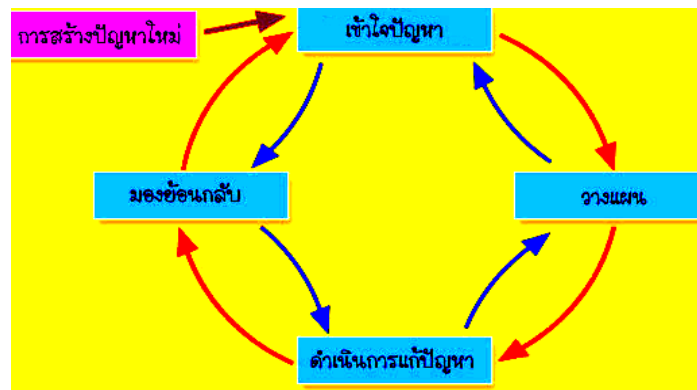 การสร้างปัญหาใหม่
เข้าใจปัญหา
มองย้อนกลับ
วางแผน
ดำเนินการแก้ปัญหา